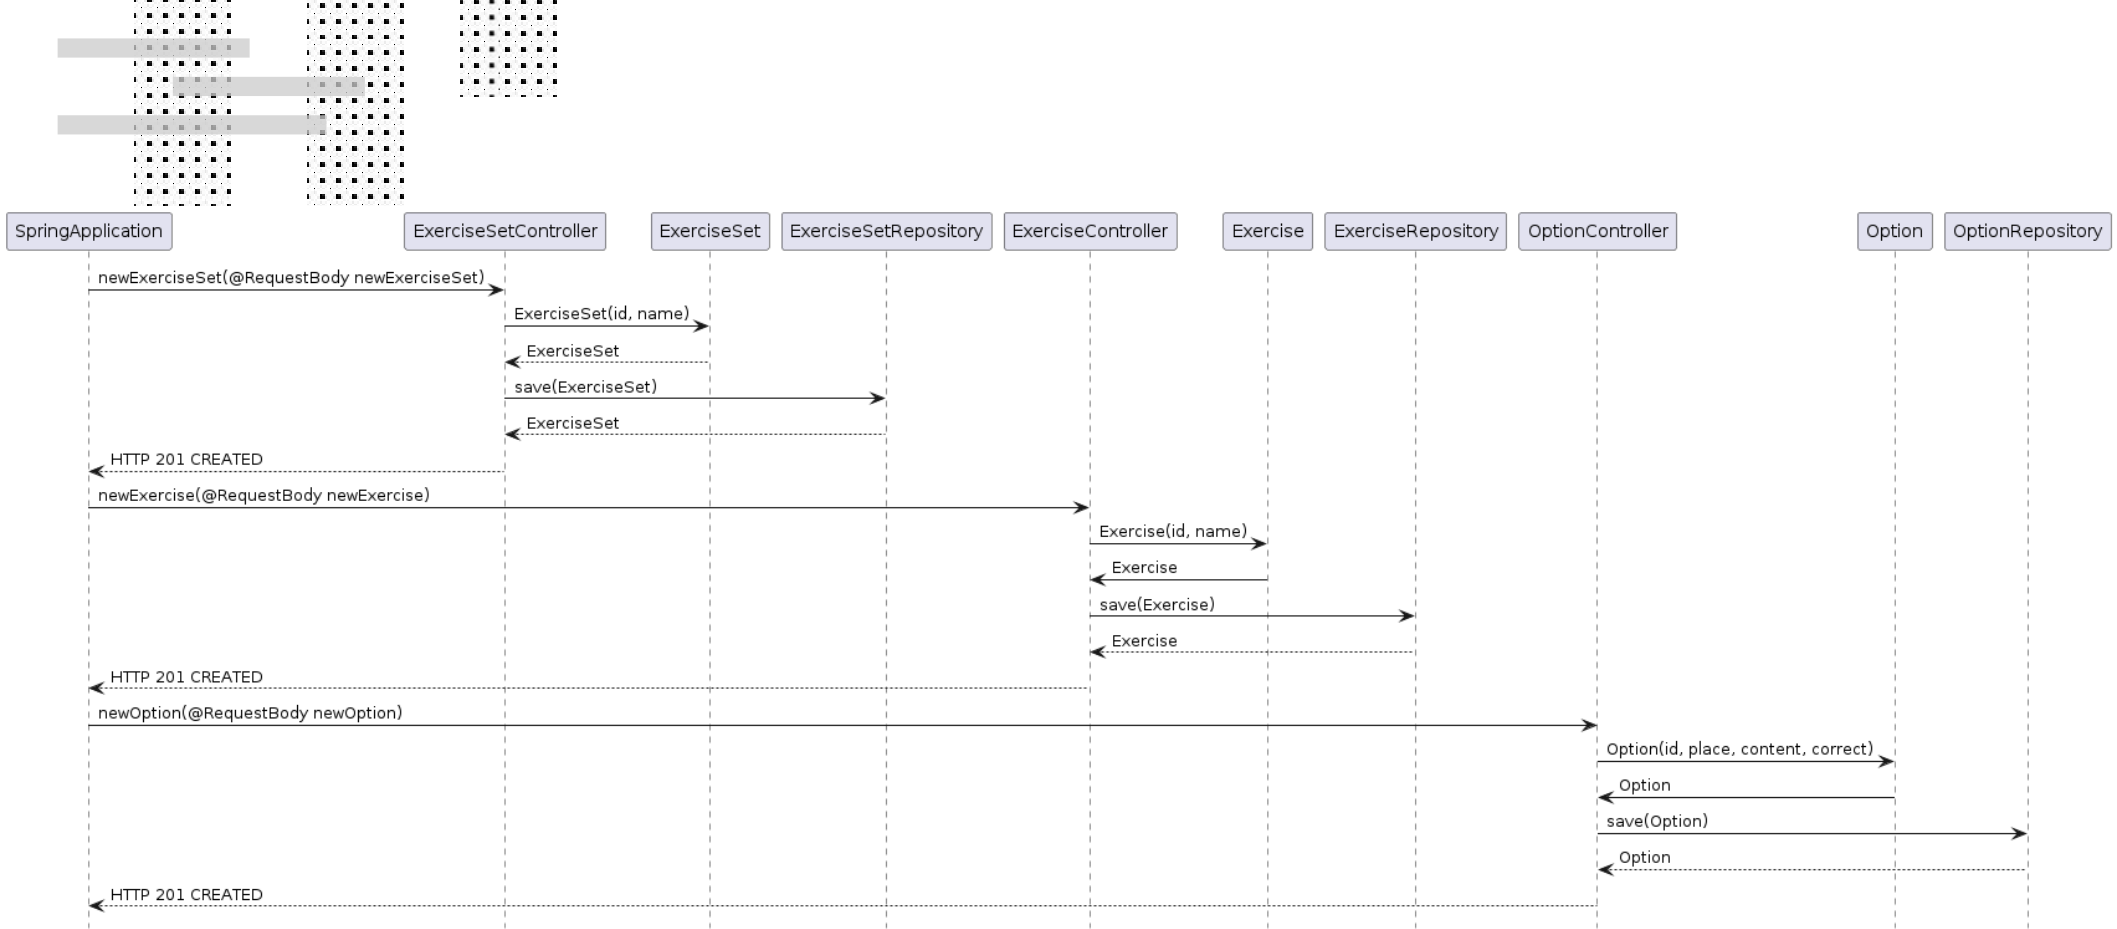 SpringApplication ExerciseSetController ExerciseSet ExerciseSetRepository ExerciseController Exercise ExerciseRepository OptionController Option OptionRepository
newExerciseSet(@RequestBody newExerciseSet)
ExerciseSet(id, name)
ExerciseSet
save(ExerciseSet)
ExerciseSet
HTTP 201 CREATED
newExercise(@RequestBody newExercise)
Exercise(id, name)
Exercise
save(Exercise)
Exercise
HTTP 201 CREATED
newOption(@RequestBody newOption)
Option(id, place, content, correct)
Option
save(Option)
Option
HTTP 201 CREATED